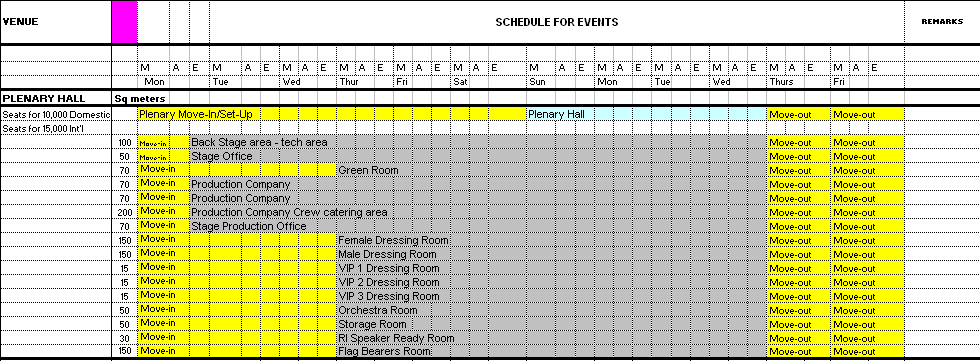 VENUE SCHEDULE FOR EVENTS REMARKS
M A E M A E M A E M A E M A E M A E M A E M A E M A E M A E M A E M A E
Mon Tue Wed Thur Fri Sat Sun Mon Tue Wed Thurs Fri
PLENARY HALL Sq meters
Seats for 10,000 Domestic Plenary Move-In/Set-Up Plenary Hall Move-out Move-out
Seats for 15,000 Int'l
100 Move-in Back Stage area - tech area Move-out Move-out
50 Move-in Stage Office Move-out Move-out
70 Move-in Green Room Move-out Move-out
70 Move-in Production Company Move-out Move-out
70 Move-in Production Company Move-out Move-out
200 Move-in Production Company Crew catering area Move-out Move-out
70 Move-in Stage Production Office Move-out Move-out
150 Move-in Female Dressing Room Move-out Move-out
150 Move-in Male Dressing Room Move-out Move-out
15 Move-in VIP 1 Dressing Room Move-out Move-out
15 Move-in VIP 2 Dressing Room Move-out Move-out
15 Move-in VIP 3 Dressing Room Move-out Move-out
50 Move-in Orchestra Room Move-out Move-out
50 Move-in Storage Room Move-out Move-out
30 Move-in RI Speaker Ready Room Move-out Move-out
150 Move-in Flag Bearers Room Move-out Move-out